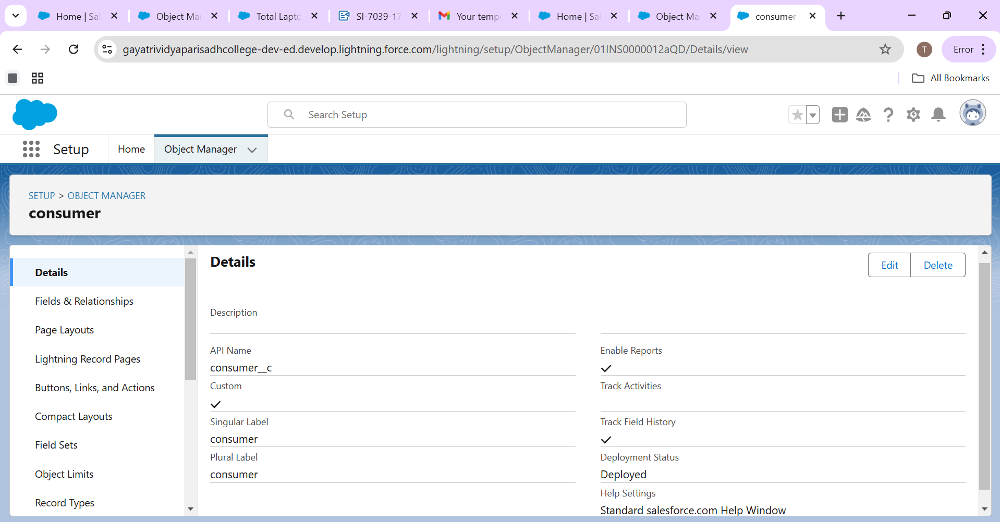 Home | Sal
Object Ma
Total Lapto
SI-7039-17
Your temp
Home | Sal
Object Ma
consumer
gayatrividyaparisadhcollege-dev-ed.develop.lightning.force.com/lightning/setup/ObjectManager/01INS0000012aQD/Details/view
T
Error
All Bookmarks
Search Setup
Setup
Home
Object Manager
SETUP > OBJECT MANAGER
consumer
Details
Fields & Relationships
Page Layouts
Lightning Record Pages
Buttons, Links, and Actions
Compact Layouts
Field Sets
Object Limits
Record Types
Details
Edit
Delete
Description
API Name
consumer__c
Custom
Singular Label
consumer
Plural Label
consumer
Enable Reports
Track Activities
Track Field History
Deployment Status
Deployed
Help Settings
Standard salesforce.com Help Window